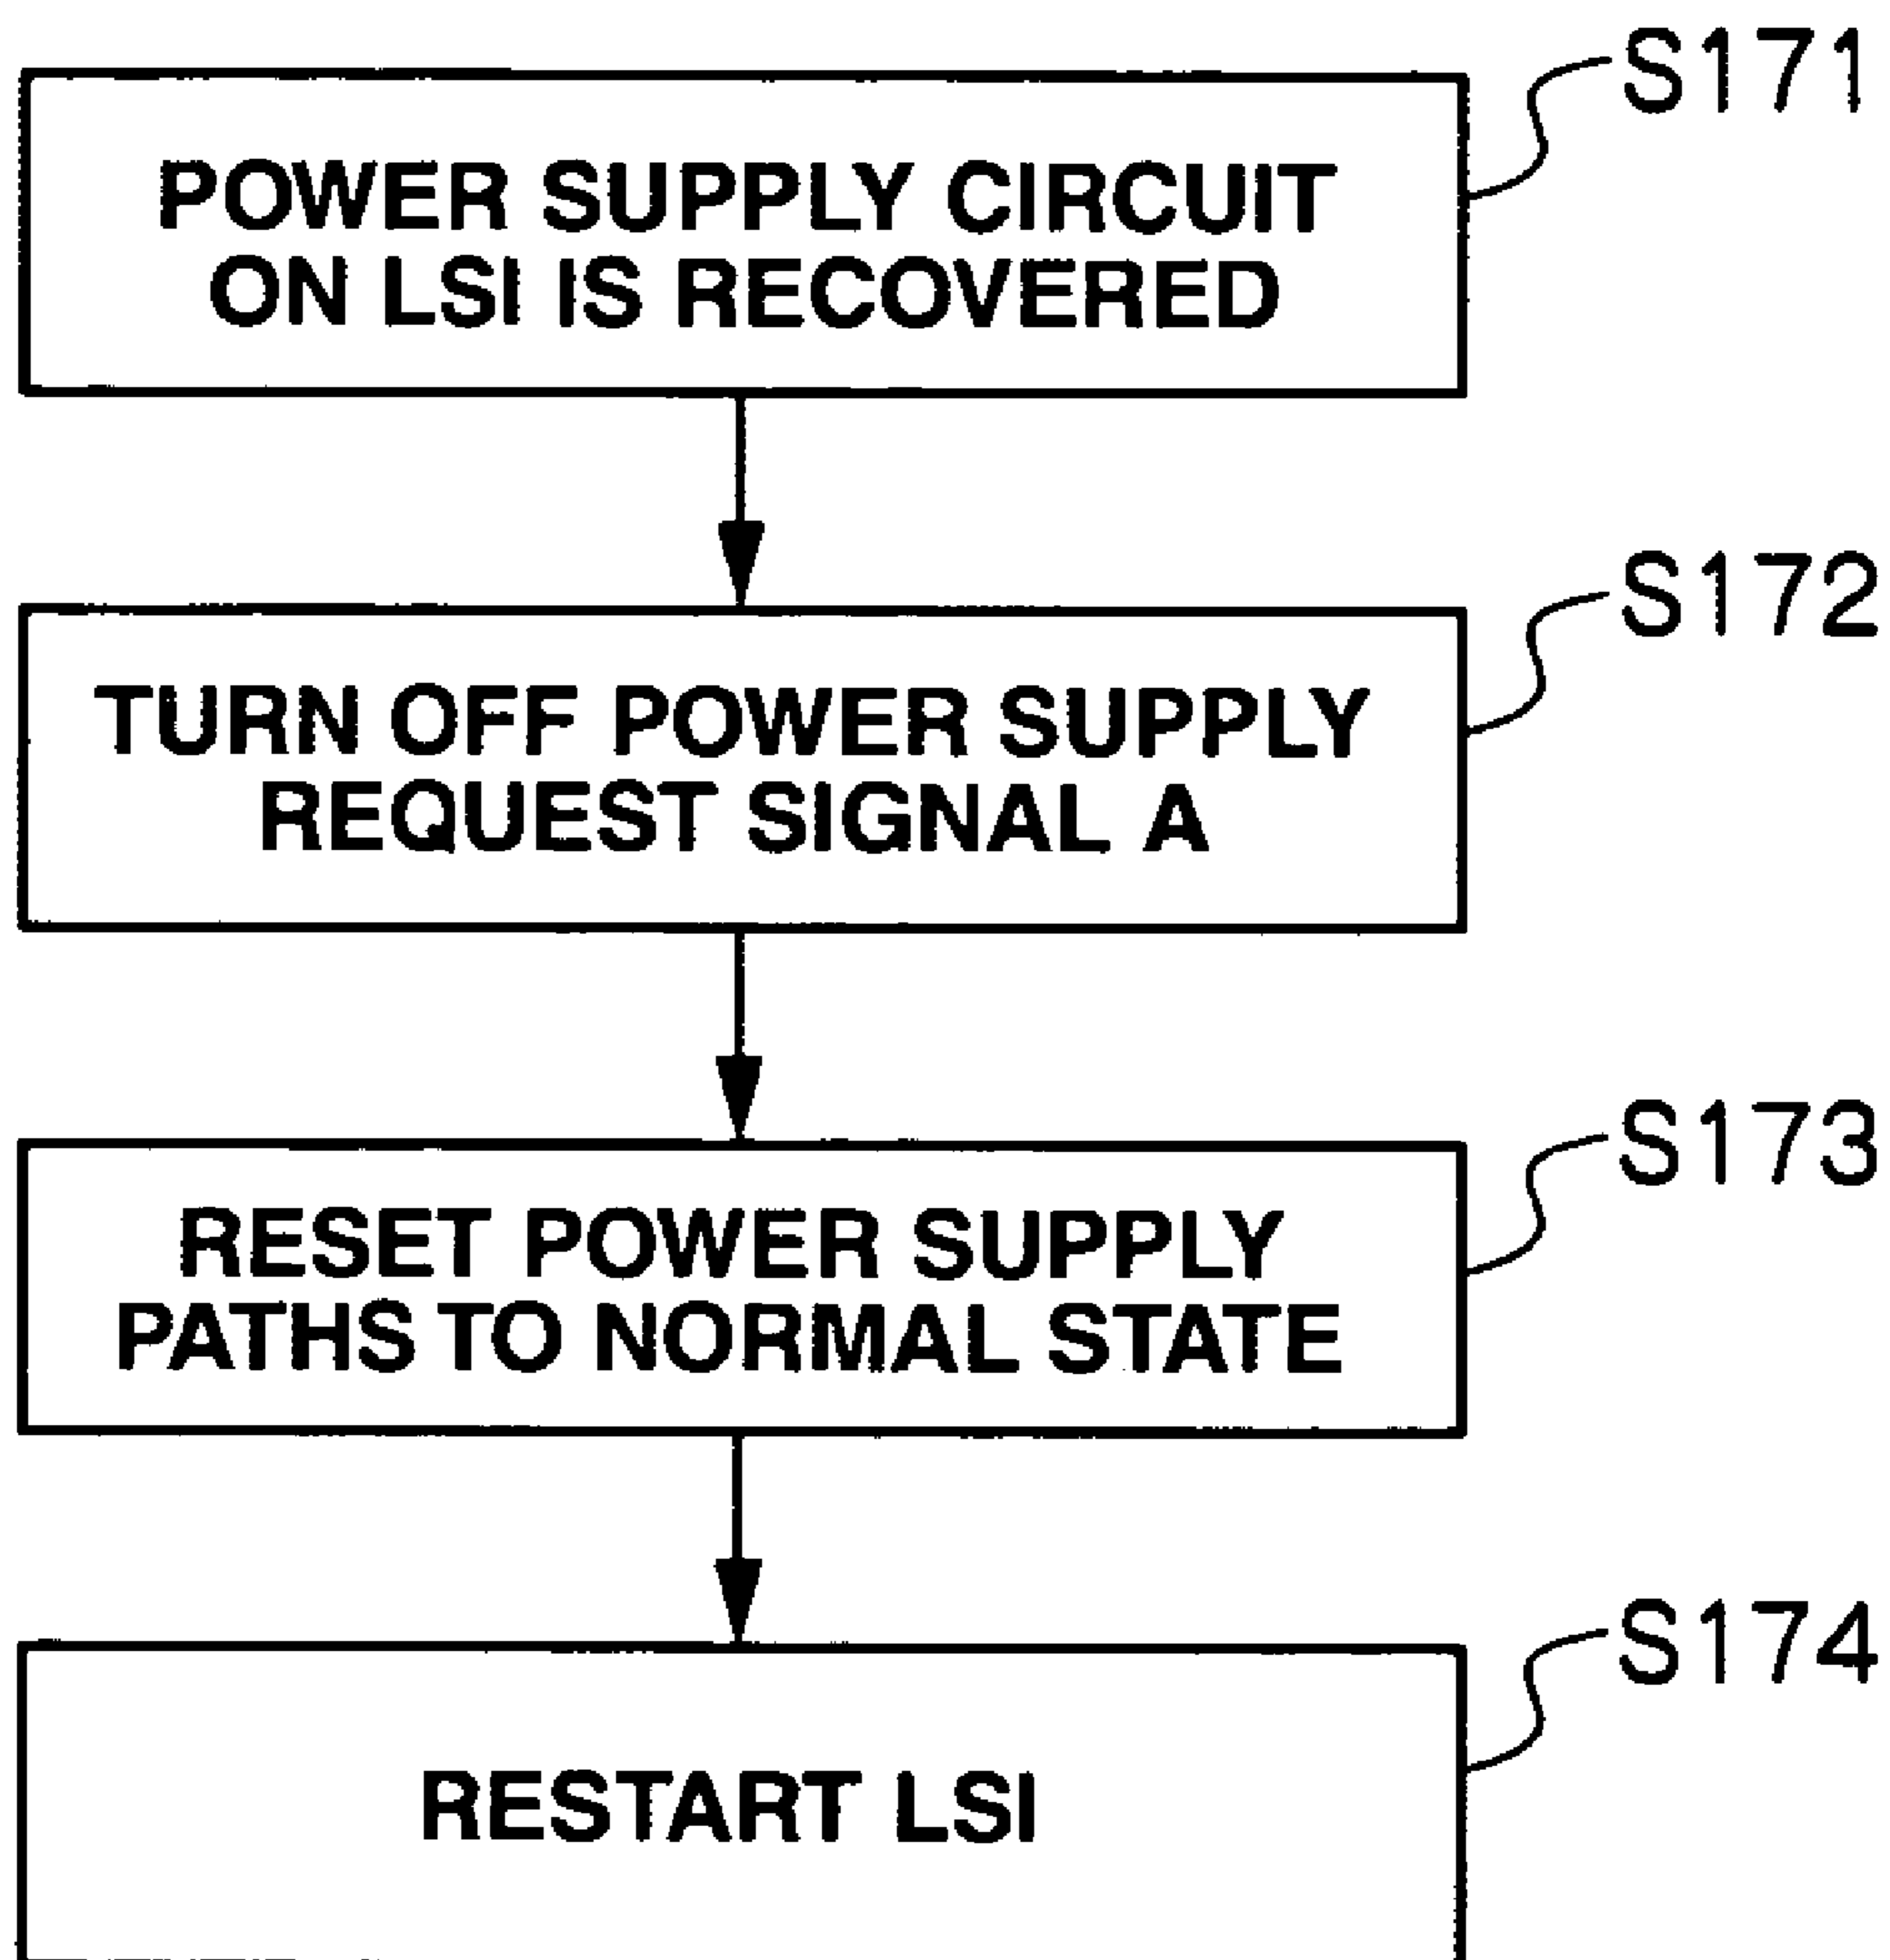 S171
POWER SUPPLY CIRCUIT
ON LSI IS RECOVERED
S172
TURN OFF POWER SUPPLY
REQUEST SIGNAL A
S173
RESET POWER SUPPLY
PATHS TO NORMAL STATE
S174
RESTART LSI